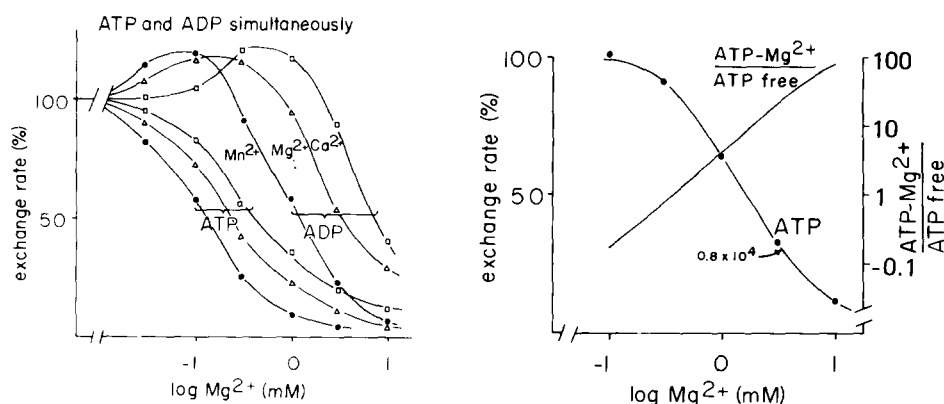 ATP and ADP simultaneously
exchange rate (%)
100
50
Mn2+
Mg2+
Ca2+
ATP
ADP
-1
0
1
log Mg2+ (mM)
ATP-Mg2+
ATP free
exchange rate (%)
100
50
ATP
0.8 x 10⁴
100
10
1
0.1
ATP-Mg2+
ATP free
-1
0
1
log Mg2+ (mM)